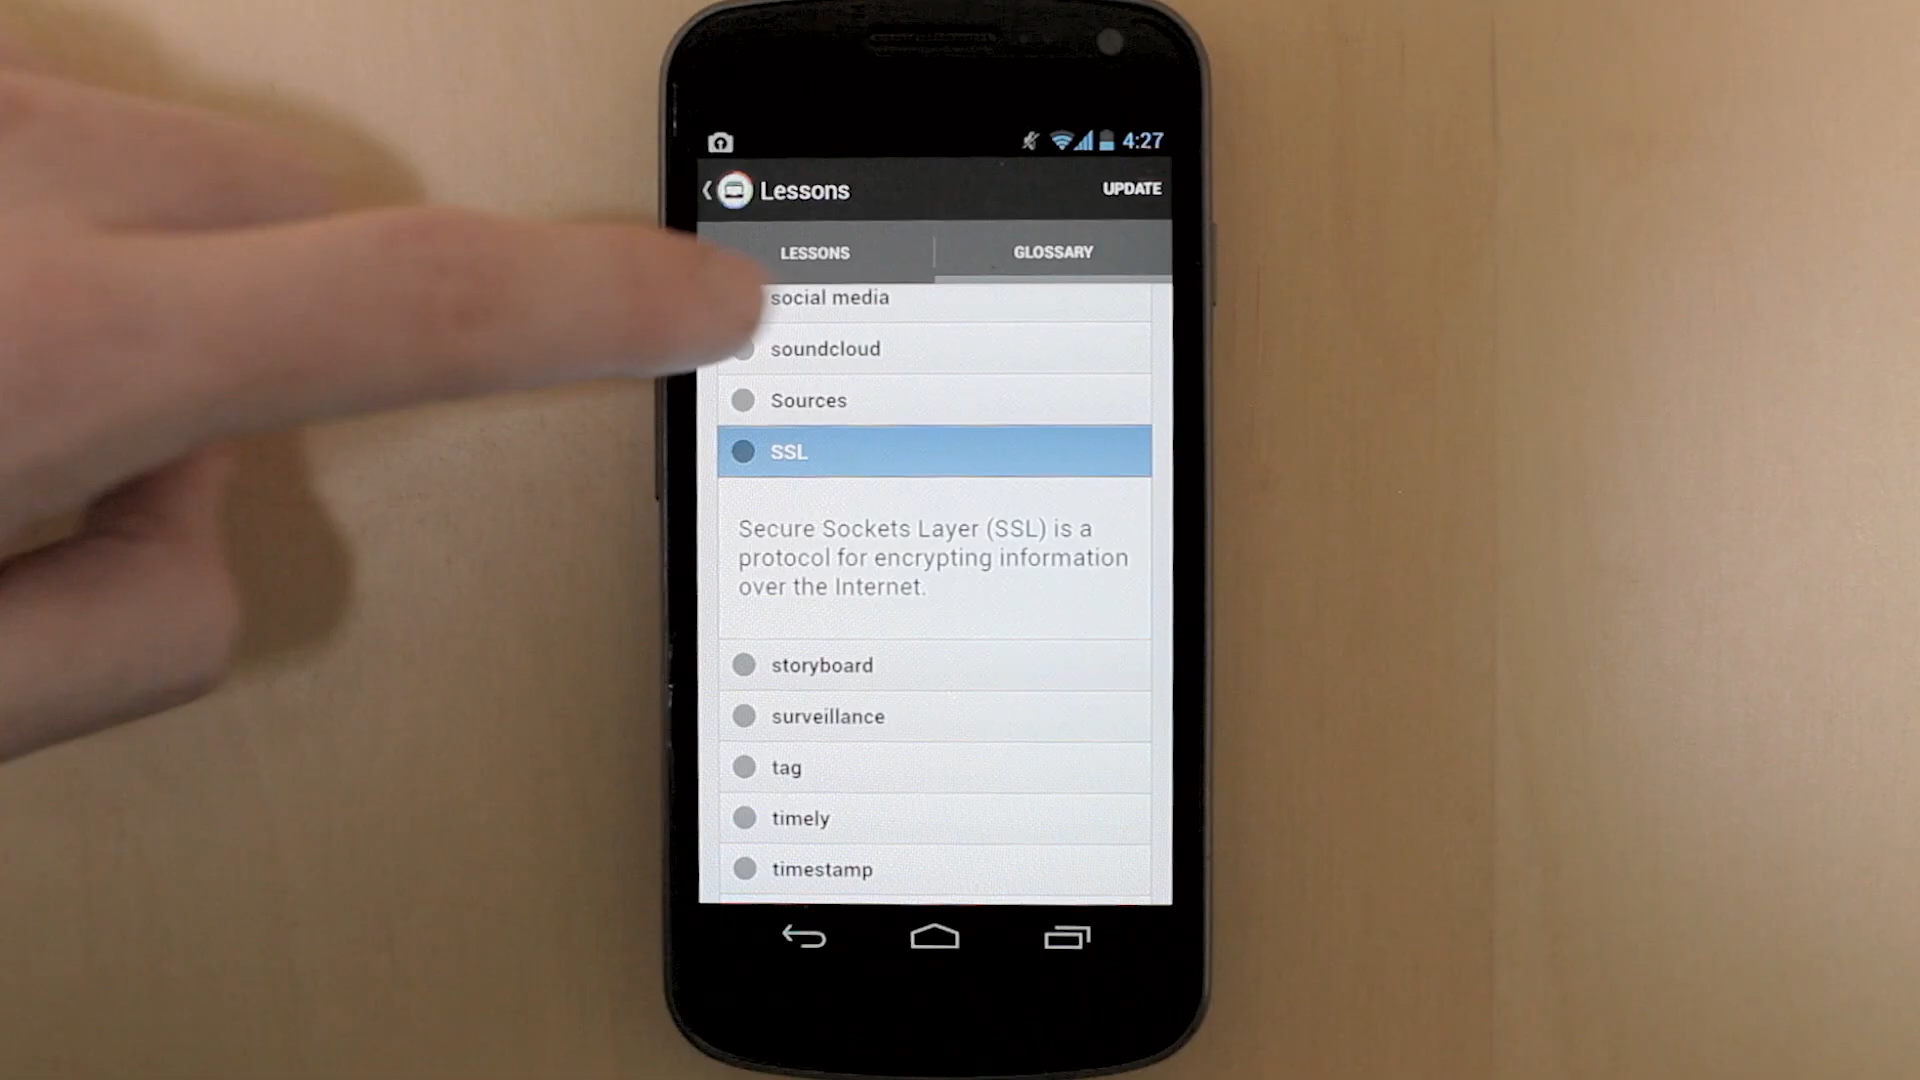 4:27
Lessons
UPDATE
LESSONS
GLOSSARY
social media
soundcloud
Sources
SSL
Secure Sockets Layer (SSL) is a
protocol for encrypting information
over the Internet.
storyboard
surveillance
tag
timely
timestamp